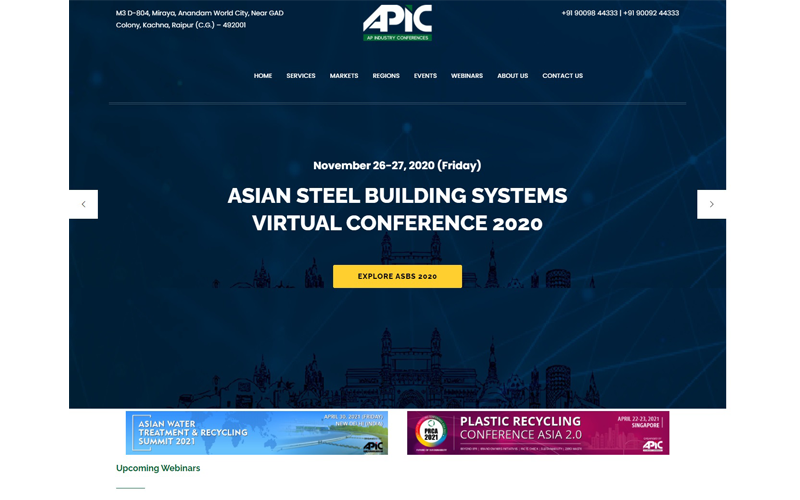 M3 D-804, Miraya, Anandam World City, Near GAD
Colony, Kachna, Raipur (C.G.) – 492001
APIC
AP INDUSTRY CONFERENCES
+91 90098 44333 | +91 90092 44333
HOME SERVICES MARKETS REGIONS EVENTS WEBINARS ABOUT US CONTACT US
November 26-27, 2020 (Friday)
ASIAN STEEL BUILDING SYSTEMS
VIRTUAL CONFERENCE 2020
EXPLORE ASBS 2020
ASIAN WATER
TREATMENT & RECYCLING
SUMMIT 2021
APRIL 30, 2021 (FRIDAY)
NEW DELHI, (INDIA)
APIC
PRCA
2021
PLASTIC RECYCLING
CONFERENCE ASIA 2.0
APRIL 22-23, 2021
SINGAPORE
APIC
Upcoming Webinars